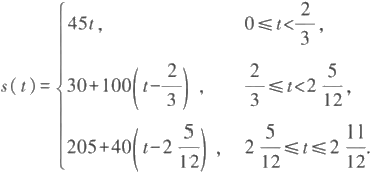 45t, 0≤t<2/3,
s(t)= 30+100(t-2/3), 2/3≤t<2 5/12,
205+40(t-2 5/12), 2 5/12≤t≤2 11/12.